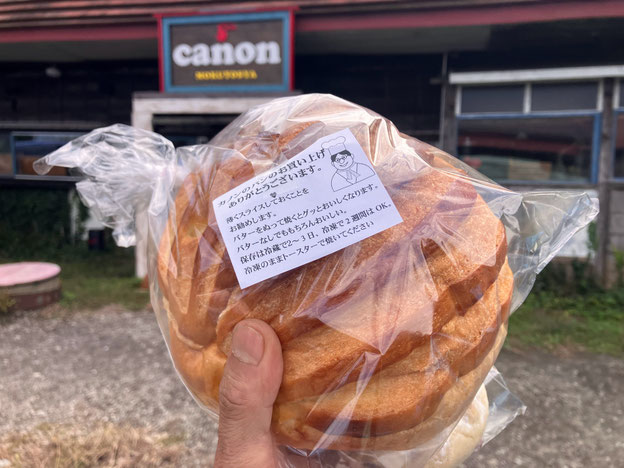 canon
MOKUTONYA
カノンのパンのお買い上げ
ありがとうございます。
♥
薄くスライスしておくことを
お勧めします。
バターをぬって焼くとグッとおいしくなります。
バターなしでももちろんおいしい。
保存は冷蔵で2〜3日、冷凍で2週間はOK、
冷凍のままトースターで焼いてください